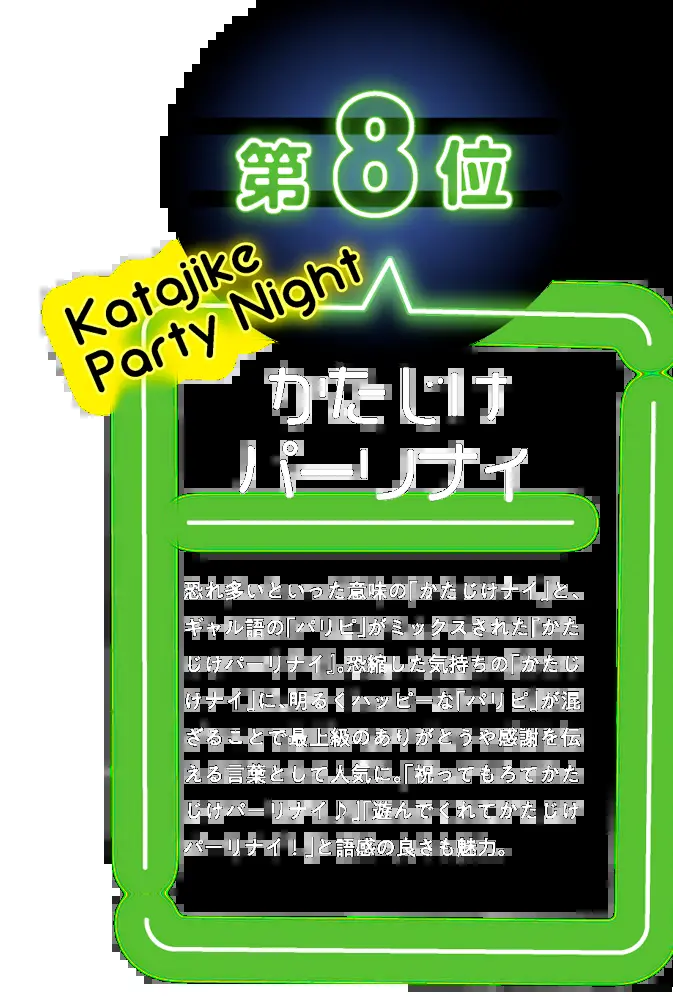 第8位
Katajike
Party Night
かたじけ
パーリナイ
恐れ多いといった意味の「かたじけナイ」と、
ギャル語の「パリピ」がミックスされた『かた
じけパーリナイ』。恐縮した気持ちの「かたじ
けナイ」に、明るくハッピーな「パリピ」が混
ざることで最上級のありがとうや感謝を伝
える言葉として人気に。「祝ってもろてかた
じけパーリナイ♪」「遊んでくれてかたじけ
パーリナイ！」と語感の良さも魅力。